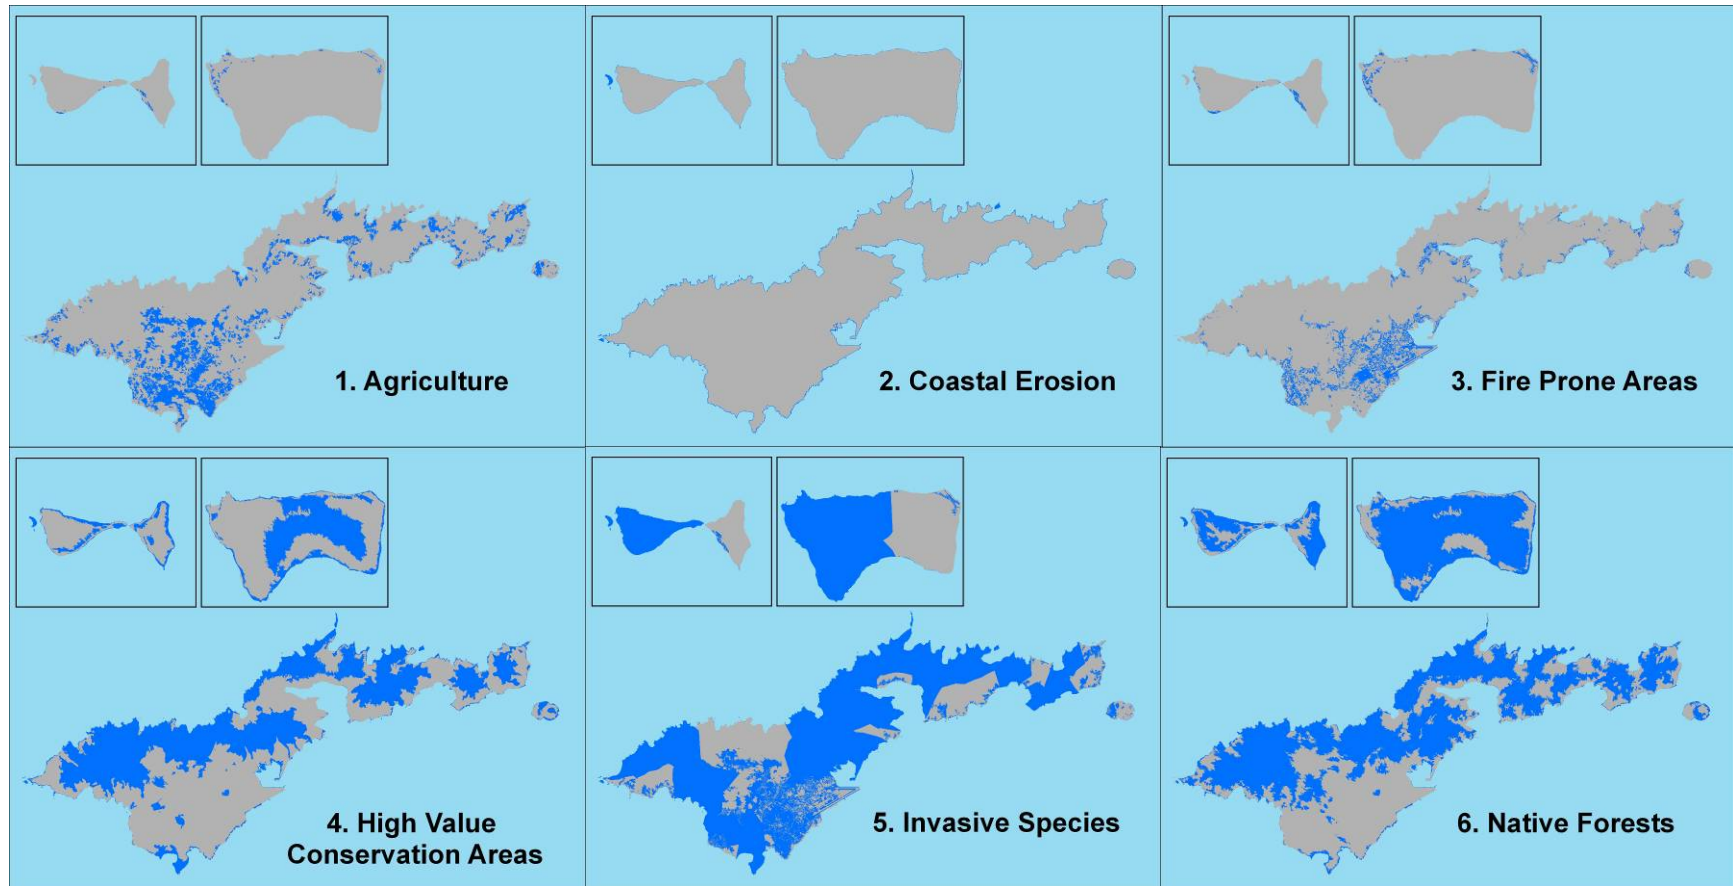 1. Agriculture
2. Coastal Erosion
3. Fire Prone Areas
4. High Value
Conservation Areas
5. Invasive Species
6. Native Forests